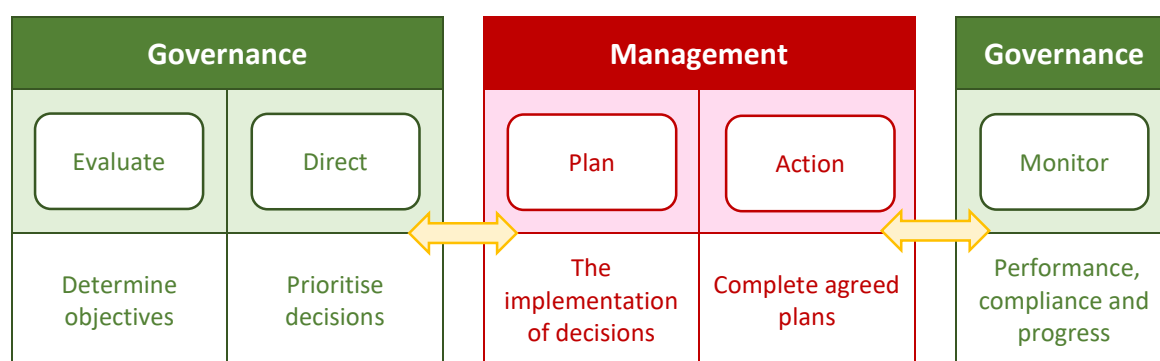 Governance
Management
Governance
Evaluate
Direct
Plan
Action
Monitor
Determine
objectives
Prioritise
decisions
The
implementation
of decisions
Complete agreed
plans
Performance,
compliance and
progress